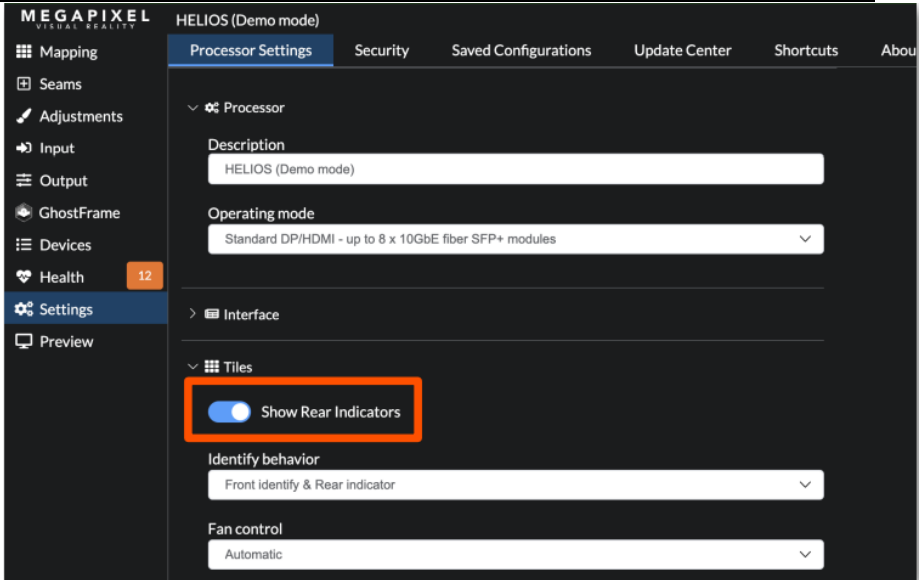 MEGAPIXEL
VISUAL REALITY
HELIOS (Demo mode)
Mapping
Seams
Adjustments
Input
Output
GhostFrame
Devices
Health 12
Settings
Preview
Processor Settings Security Saved Configurations Update Center Shortcuts Abou
Processor
Description
HELIOS (Demo mode)
Operating mode
Standard DP/HDMI - up to 8 x 10GbE fiber SFP+ modules
Interface
Tiles
Show Rear Indicators
Identify behavior
Front identify & Rear indicator
Fan control
Automatic